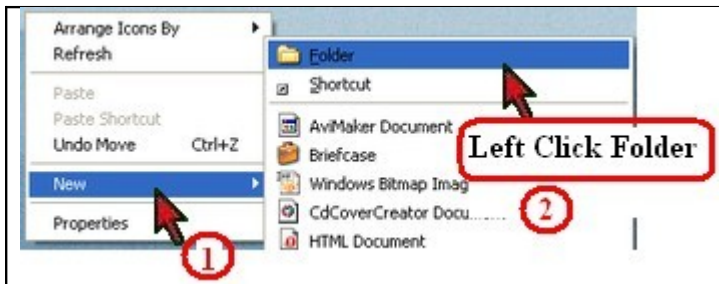 Arrange Icons By
Refresh
Paste
Paste Shortcut
Undo Move Ctrl+Z
New
Properties
1
Folder
Shortcut
AviMaker Document
Briefcase
Windows Bitmap Imag
CdCoverCreator Docu......
HTML Document
Left Click Folder
2